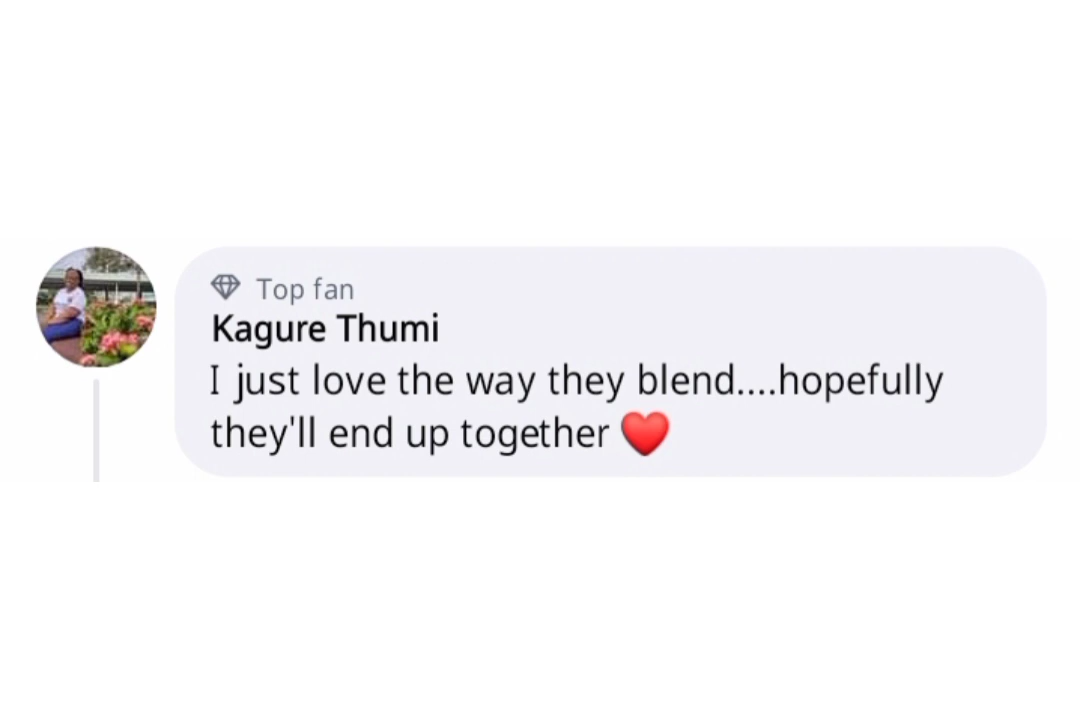 Top fan
Kagure Thumi
I just love the way they blend....hopefully
they'll end up together ❤️